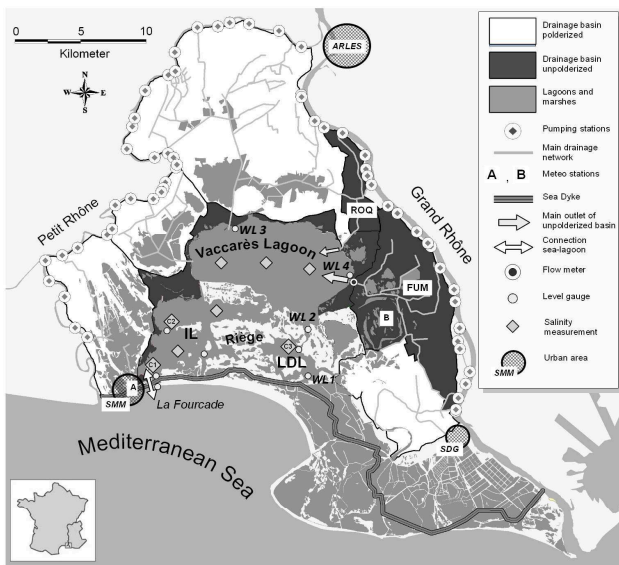 0 5 10
Kilometer
N
W E
S
ARLES
Petit Rhône
Grand Rhône
ROQ
WL 3
Vaccarès Lagoon
WL 4
FUM
C2
WL 2
B
IL
Riège
C3
LDL
C1
WL1
A
SMM
La Fourcade
SDG
Mediterranean Sea
Drainage basin
polderized
Drainage basin
unpolderized
Lagoons and
marshes
Pumping stations
Main drainage
network
A , B Meteo stations
Sea Dyke
Main outlet of
unpolderized basin
Connection
sea-lagoon
Flow meter
Level gauge
Salinity
measurement
Urban area
SMM